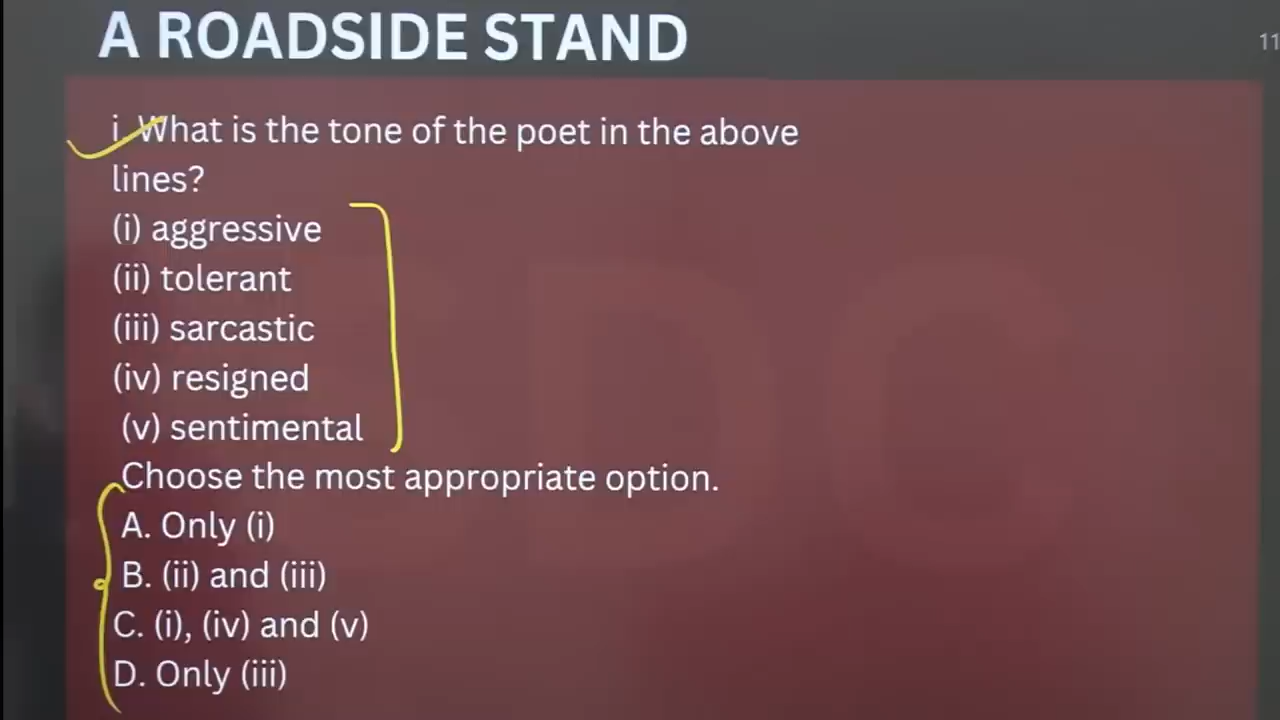 A ROADSIDE STAND
11
i. What is the tone of the poet in the above
lines?
(i) aggressive
(ii) tolerant
(iii) sarcastic
(iv) resigned
(v) sentimental
Choose the most appropriate option.
A. Only (i)
B. (ii) and (iii)
C. (i), (iv) and (v)
D. Only (iii)